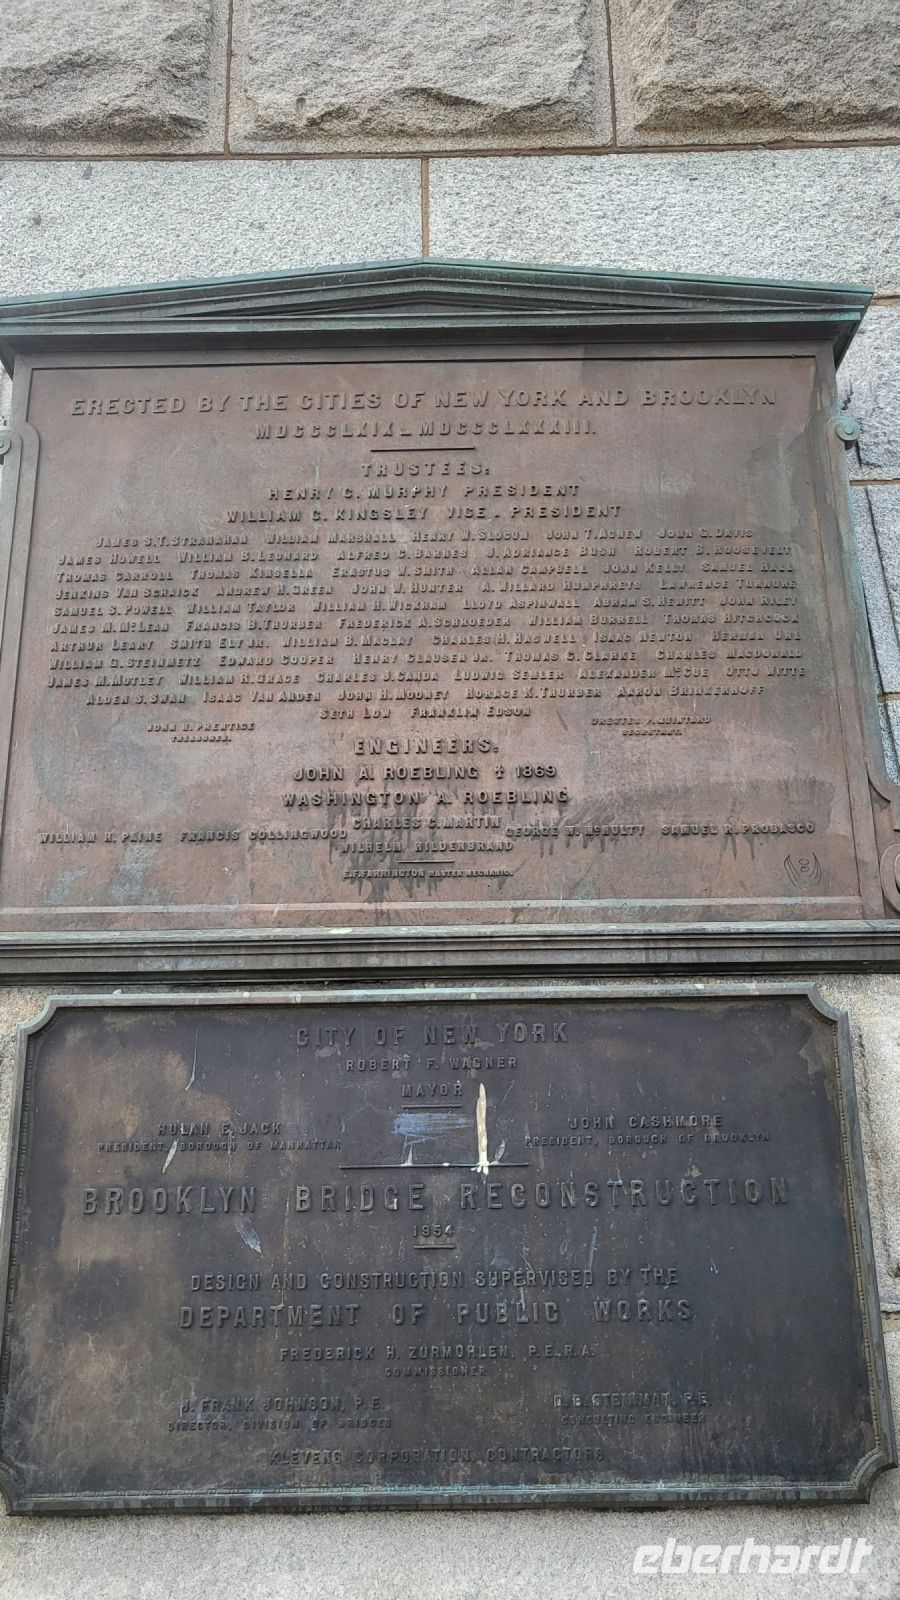 ERECTED BY THE CITIES OF NEW YORK AND BROOKLYN
MDCCCLXIX_MDCCCLXXXIII.
TRUSTEES:
HENRY C. MURPHY PRESIDENT
WILLIAM C. KINGSLEY VICE-PRESIDENT
JAMES S.T. STRANAHAN WILLIAM MARSHALL HENRY W. SLOCUM JOHN T. AGNEW JOHN G. DAVIS
JAMES HOWELL WILLIAM B. LEONARD ALFRED C. BARNES J. ADRIANCE BUSH ROBERT B. ROOSEVELT
THOMAS CARROLL THOMAS KINSELLA ERASTUS W. SMITH ALLAN CAMPBELL JOHN KELLY SAMUEL HALL
JENKINS VAN SCHAICK ANDREW H. GREEN JOHN W. HUNTER A. WILLARD HUMPHREYS LAWRENCE TURNURE
SAMUEL S. POWELL WILLIAM TAYLOR WILLIAM H. WICKHAM LLOYD ASPINWALL ABRAM S. HEWITT JOHN RILEY
JAMES M. McLEAN FRANCIS B. THURBER FREDERICK A. SCHROEDER WILLIAM BURRELL THOMAS HITCHCOCK
ARTHUR LEARY SMITH ELY JR. WILLIAM B. MACLAY CHARLES H. HASWELL ISAAC NEWTON HERMAN UHL
WILLIAM G. STEINMETZ EDWARD COOPER HENRY CLAUSEN JR. THOMAS C. CLARKE CHARLES MACDONALD
JAMES M. MOTLEY WILLIAM R. GRACE CHARLES J. CANDA LUDWIG SEMLER ALEXANDER McCUE OTTO WITTE
ALDEN S. SWAN ISAAC VAN ANDEN JOHN H. MOONEY HORACE K. THURBER AARON BRINKERHOFF
SETH LOW FRANKLIN EDSON
JOHN H. PRENTICE ORESTES P. QUINTARD
TREASURER. SECRETARY.
ENGINEERS:
JOHN A. ROEBLING ✝ 1869
WASHINGTON A. ROEBLING
CHARLES C. MARTIN
WILLIAM H. PAINE FRANCIS COLLINGWOOD GEORGE W. McNULTY SAMUEL R. PROBASCO
WILHELM HILDENBRAND
E.F. FARRINGTON MASTER MECHANIC.
CITY OF NEW YORK
ROBERT F. WAGNER
MAYOR
HULAN E. JACK JOHN CASHMORE
PRESIDENT, BOROUGH OF MANHATTAN PRESIDENT, BOROUGH OF BROOKLYN
BROOKLYN BRIDGE RECONSTRUCTION
1954
DESIGN AND CONSTRUCTION SUPERVISED BY THE
DEPARTMENT OF PUBLIC WORKS
FREDERICK H. ZURMUHLEN, P.E., R.A.
COMMISSIONER
J. FRANK JOHNSON, P.E. D. B. STEINMAN, P.E.
DIRECTOR, DIVISION OF BRIDGES CONSULTING ENGINEER
KLEVENS CORPORATION, CONTRACTORS
eberhardt